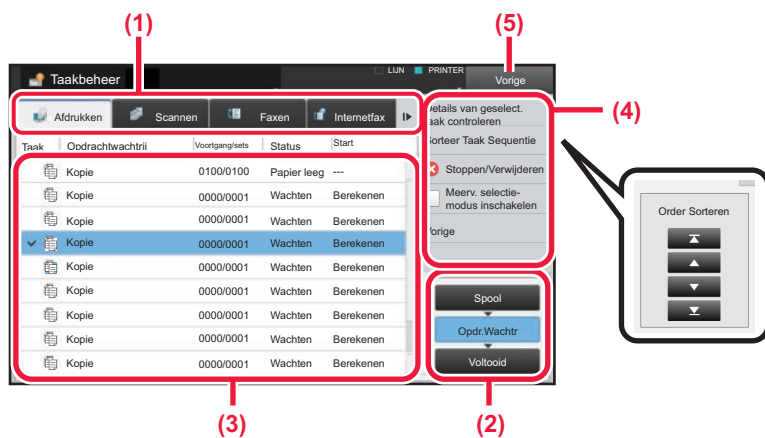 (1)
(5)
Taakbeheer
LIJN
PRINTER
Vorige
Afdrukken
Scannen
Faxen
Internetfax
(4)
Details van geselect.
taak controleren
Sorteer Taak Sequentie
Stoppen/Verwijderen
Meerv. selectie-
modus inschakelen
Vorige
Taak Opdrachtwachtrij Voortgang/sets Status Start
Kopie 0100/0100 Papier leeg ---
Kopie 0000/0001 Wachten Berekenen
Kopie 0000/0001 Wachten Berekenen
Kopie 0000/0001 Wachten Berekenen
Kopie 0000/0001 Wachten Berekenen
Kopie 0000/0001 Wachten Berekenen
Kopie 0000/0001 Wachten Berekenen
Kopie 0000/0001 Wachten Berekenen
Kopie 0000/0001 Wachten Berekenen
Order Sorteren
Spool
Opdr.Wachtr
Voltooid
(3)
(2)